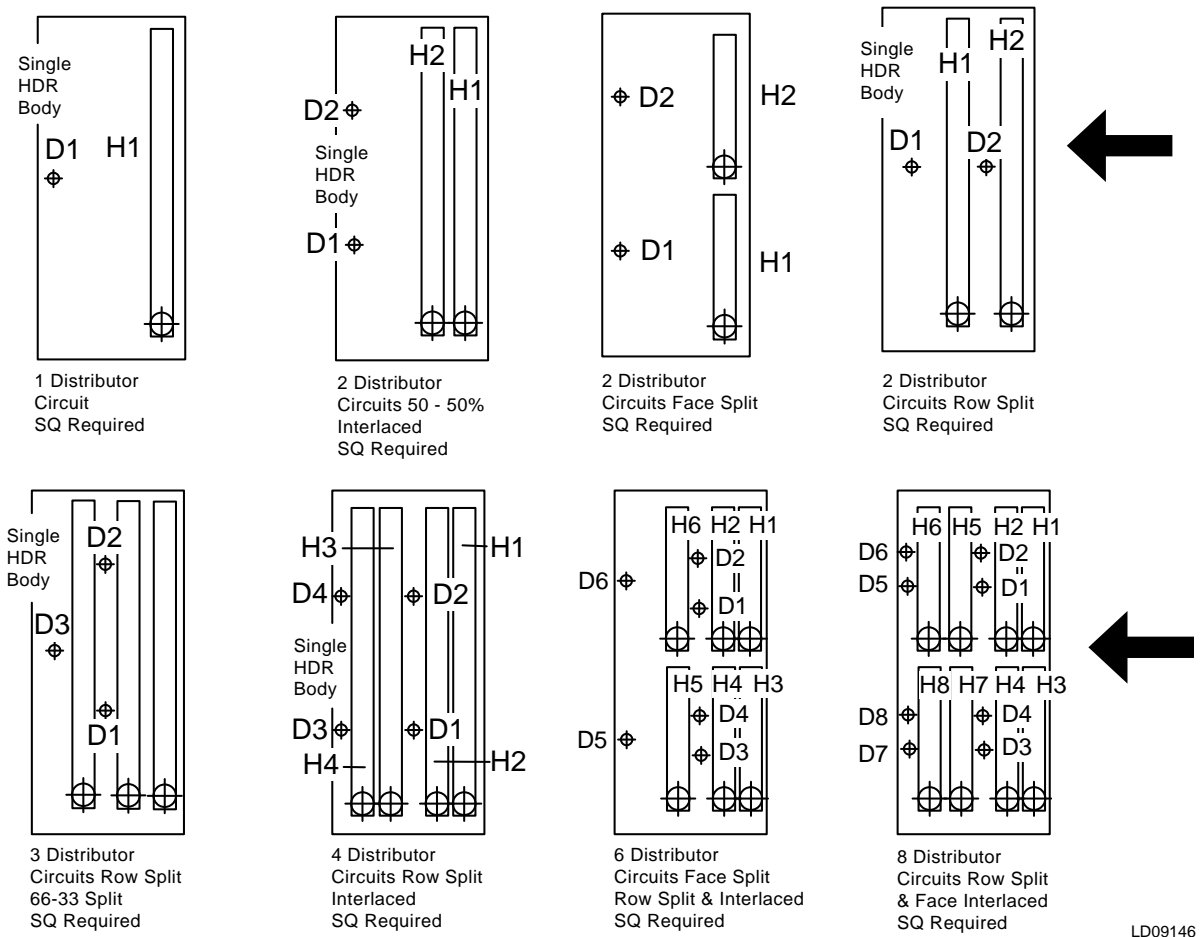 Single
HDR
Body
D1
H1
1 Distributor
Circuit
SQ Required
H2
H1
D2
Single
HDR
Body
D1
2 Distributor
Circuits 50 - 50%
Interlaced
SQ Required
D2
H2
D1
H1
2 Distributor
Circuits Face Split
SQ Required
Single
HDR
Body
H2
H1
D1
D2
2 Distributor
Circuits Row Split
SQ Required
Single
HDR
Body
D2
D3
D1
3 Distributor
Circuits Row Split
66-33 Split
SQ Required
H3
H1
D4
D2
Single
HDR
Body
D3
D1
H4
H2
4 Distributor
Circuits Row Split
Interlaced
SQ Required
H6 H2 H1
D2
D6
D1
H5 H4 H3
D4
D5
D3
6 Distributor
Circuits Face Split
Row Split & Interlaced
SQ Required
H6 H5 H2 H1
D6 D2
D5 D1
H8 H7 H4 H3
D8 D4
D7 D3
8 Distributor
Circuits Row Split
& Face Interlaced
SQ Required
LD09146